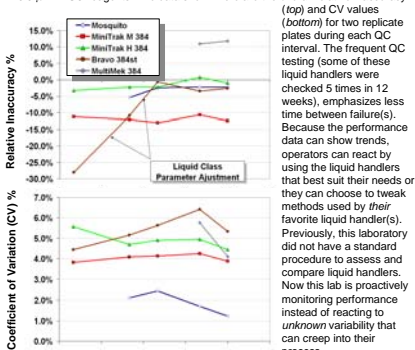 (top) and CV values
(bottom) for two replicate
plates during each QC
interval. The frequent QC
testing (some of these
liquid handlers were
checked 5 times in 12
weeks), emphasizes less
time between failure(s).
Because the performance
data can show trends,
operators can react by
using the liquid handlers
that best suit their needs or
they can choose to tweak
methods used by their
favorite liquid handler(s).
Previously, this laboratory
did not have a standard
procedure to assess and
compare liquid handlers.
Now this lab is proactively
monitoring performance
instead of reacting to
unknown variability that
can creep into their
Relative Inaccuracy %
15.0%
10.0%
5.0%
0.0%
-5.0%
-10.0%
-15.0%
-20.0%
-25.0%
-30.0%
Mosquito
MiniTrak M 384
MiniTrak H 384
Bravo 384st
MultiMek 384
Liquid Class
Parameter Ajustment
Coefficient of Variation (CV) %
7.0%
6.0%
5.0%
4.0%
3.0%
2.0%
1.0%
0.0%